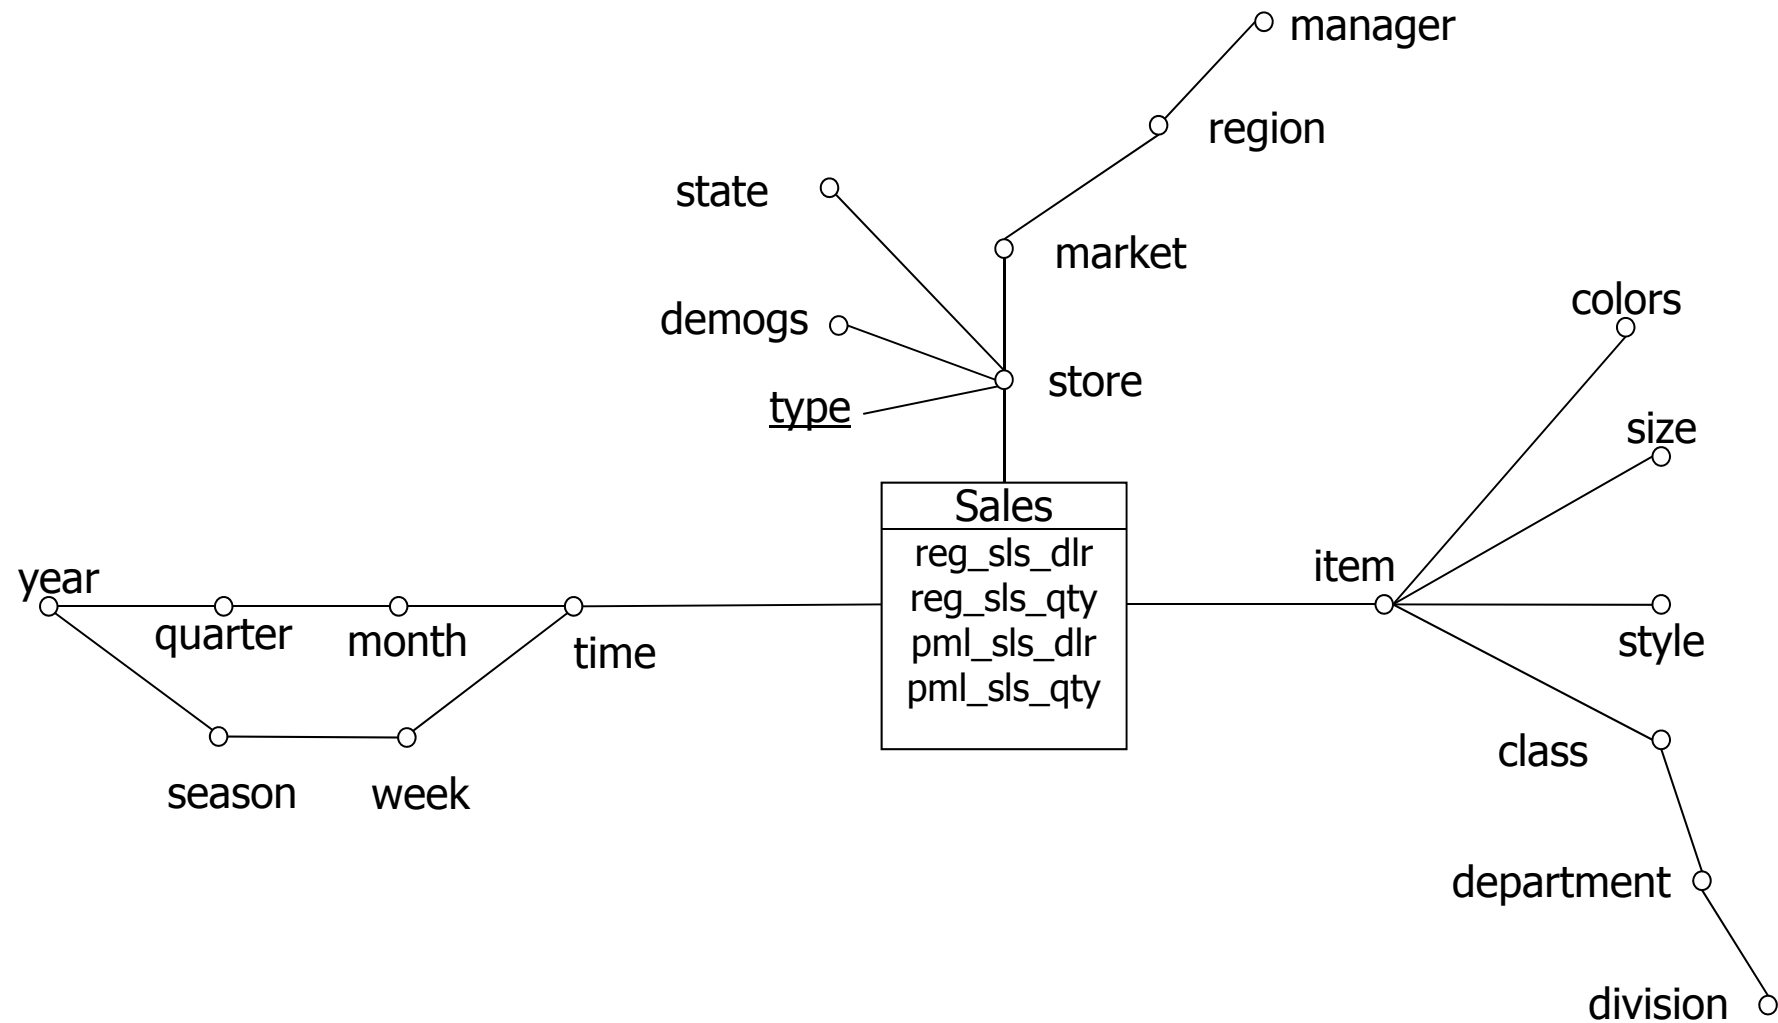 manager
region
state
market
demogs
colors
store
type
size
Sales
reg_sls_dlr
reg_sls_qty
pml_sls_dlr
pml_sls_qty
item
year
quarter
month
time
style
season
week
class
department
division